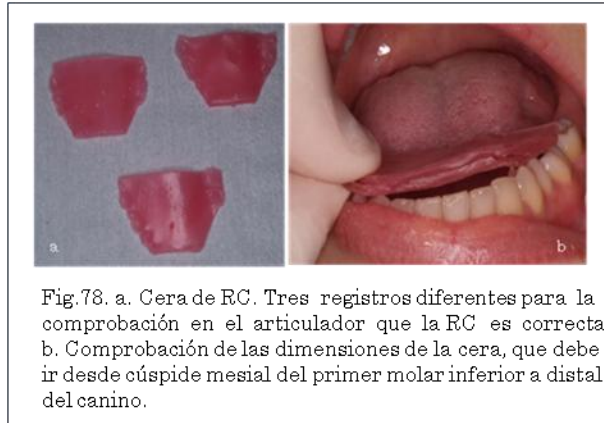 a
b
Fig.78. a. Cera de RC. Tres registros diferentes para la
comprobación en el articulador que la RC es correcta
b. Comprobación de las dimensiones de la cera, que debe
ir desde cúspide mesial del primer molar inferior a distal
del canino.